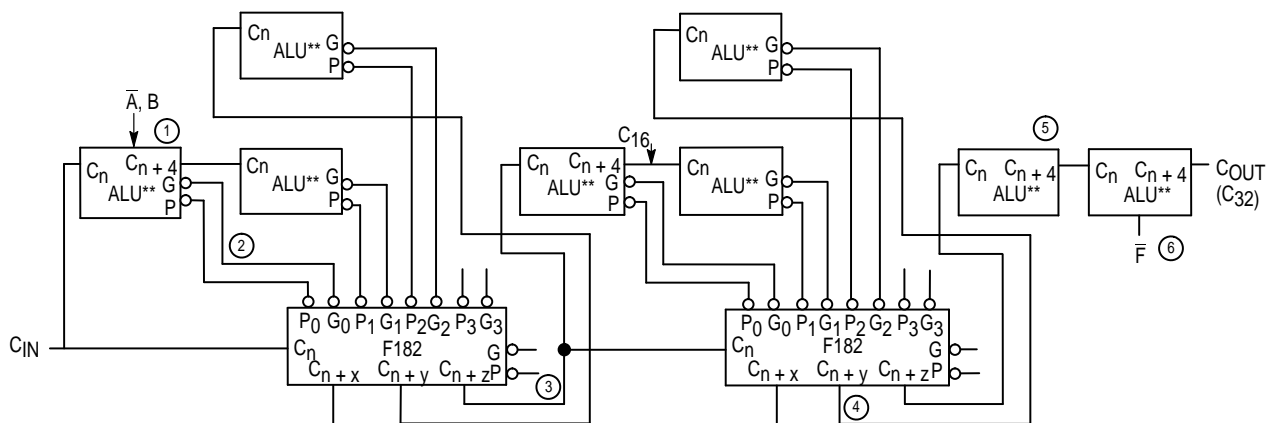 Cn
ALU**
G
P
Cn
ALU**
G
P
A̅, B
1
Cn
Cn + 4
G
ALU**
P
Cn
ALU**
G
P
C16
Cn
Cn + 4
ALU**
G
P
Cn
ALU**
G
P
5
Cn
Cn + 4
ALU**
Cn
Cn + 4
ALU**
COUT
(C32)
2
F̅
6
CIN
P0 G0 P1 G1 P2 G2 P3 G3
Cn
F182
G
P
Cn + x
Cn + y
Cn + z
3
P0 G0 P1 G1 P2 G2 P3 G3
Cn
F182
G
P
Cn + x
Cn + y
Cn + z
4